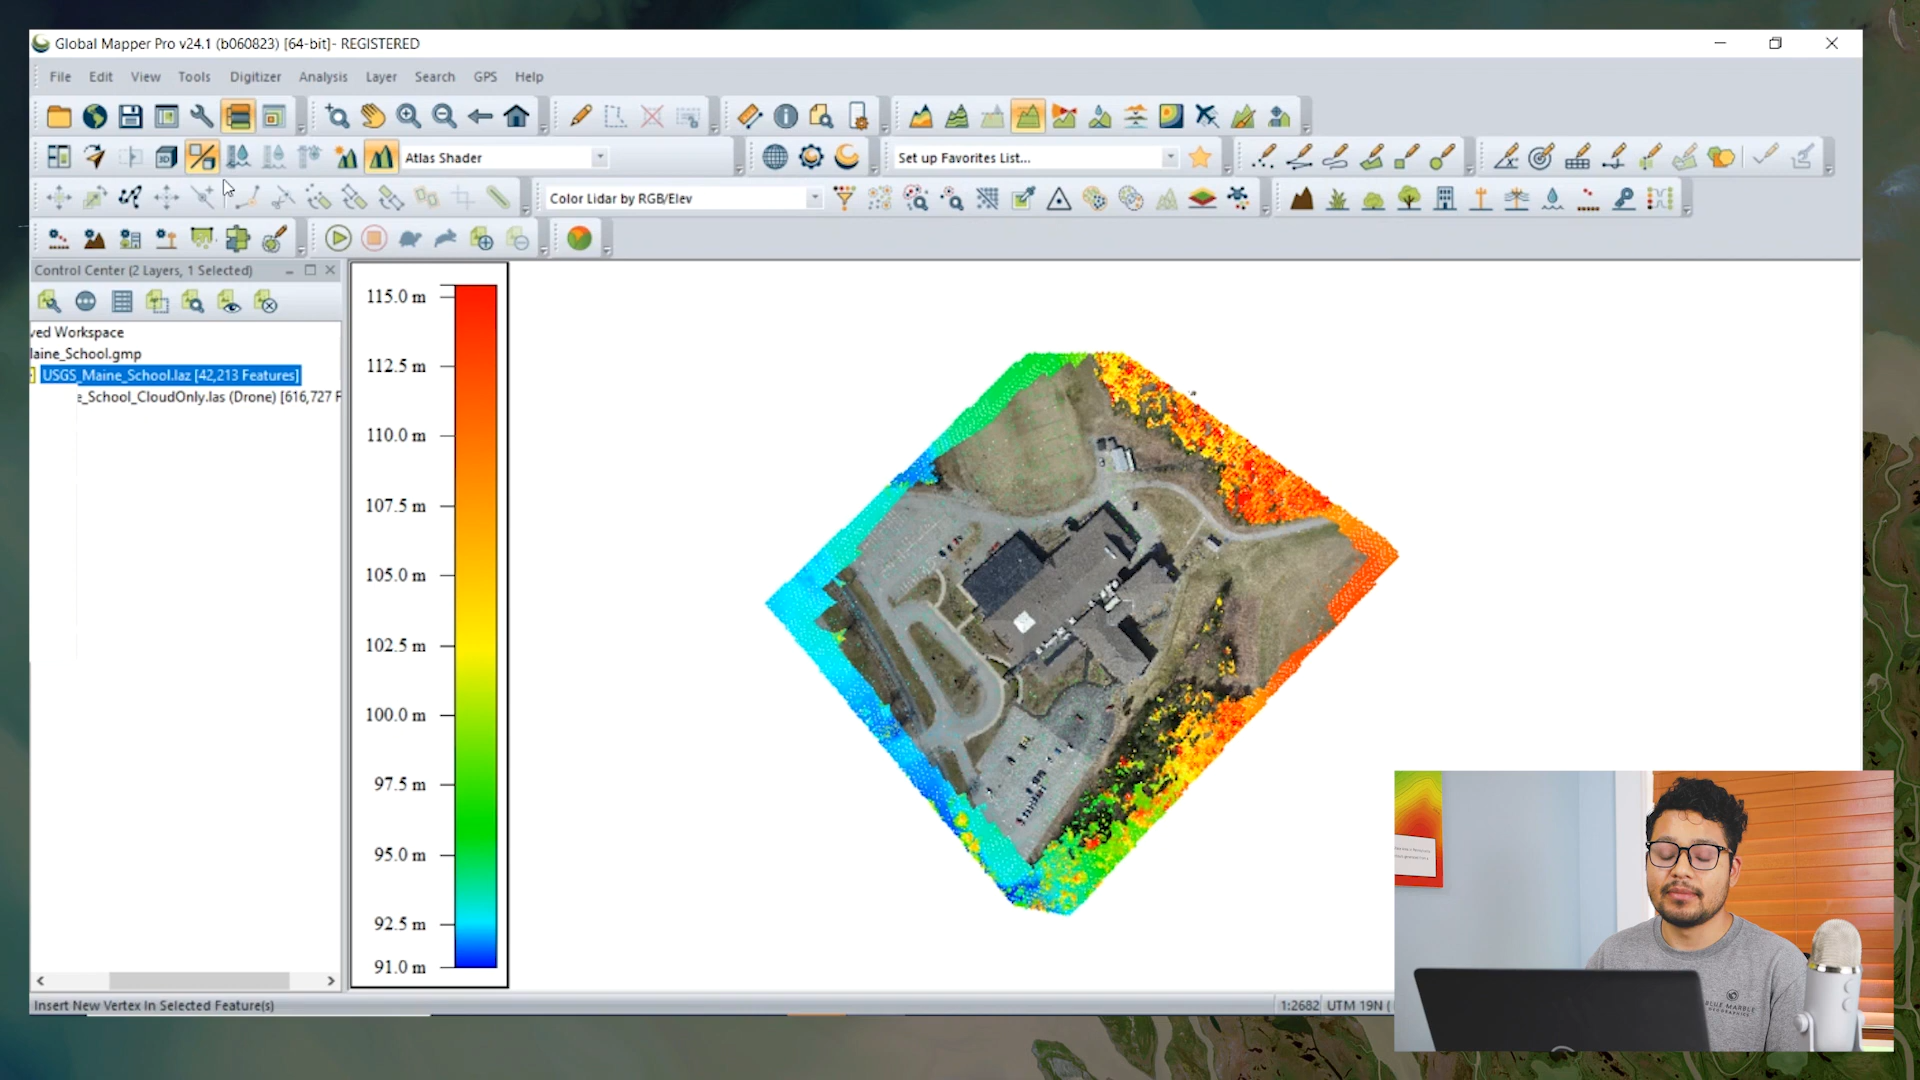 Global Mapper Pro v24.1 (b060823) [64-bit]- REGISTERED
File Edit View Tools Digitizer Analysis Layer Search GPS Help
Atlas Shader
Set up Favorites List...
Color Lidar by RGB/Elev
Control Center (2 Layers, 1 Selected)
ved Workspace
laine_School.gmp
USGS_Maine_School.laz [42,213 Features]
e_School_CloudOnly.las (Drone) [616,727 F
115.0 m
112.5 m
110.0 m
107.5 m
105.0 m
102.5 m
100.0 m
97.5 m
95.0 m
92.5 m
91.0 m
Insert New Vertex In Selected Feature(s)
1:2682 UTM 19N (
BLUE MARBLE
GEOGRAPHICS